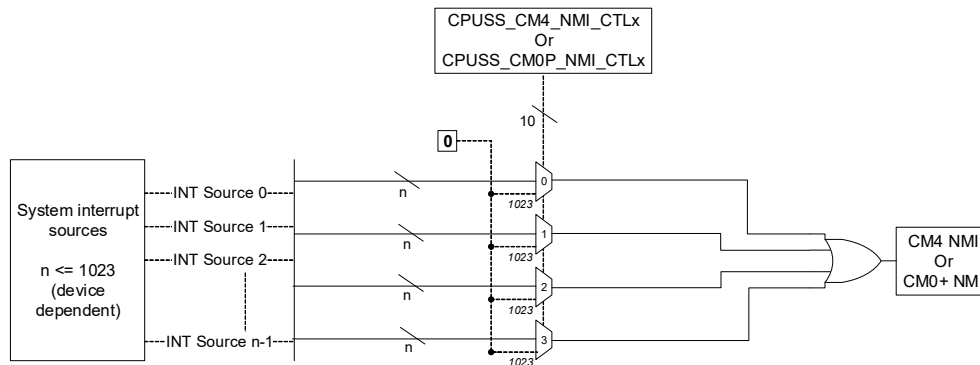 CPUSS_CM4_NMI_CTLx
Or
CPUSS_CM0P_NMI_CTLx
10
0
System interrupt
sources
n <= 1023
(device
dependent)
INT Source 0
INT Source 1
INT Source 2
INT Source n-1
n
0
1023
n
1
1023
n
2
1023
n
3
1023
CM4 NMI
Or
CM0+ NM